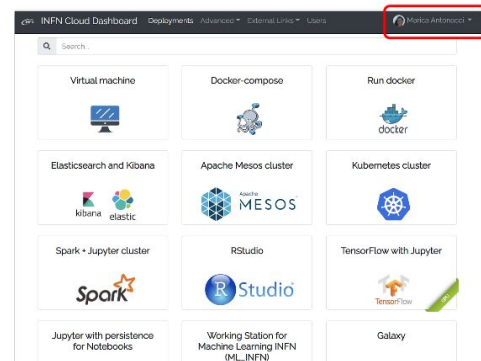 INFN Cloud Dashboard Deployments Advanced External Links Users Marica Antonacci
Search...
Virtual machine
Docker-compose
Run docker
docker
Elasticsearch and Kibana
Apache Mesos cluster
Kubernetes cluster
kibana
elastic
Apache
MESOS
Spark + Jupyter cluster
RStudio
TensorFlow with Jupyter
Spark
R Studio
TensorFlow
Jupyter with persistence
for Notebooks
Working Station for
Machine Learning INFN
(ML_INFN)
Galaxy